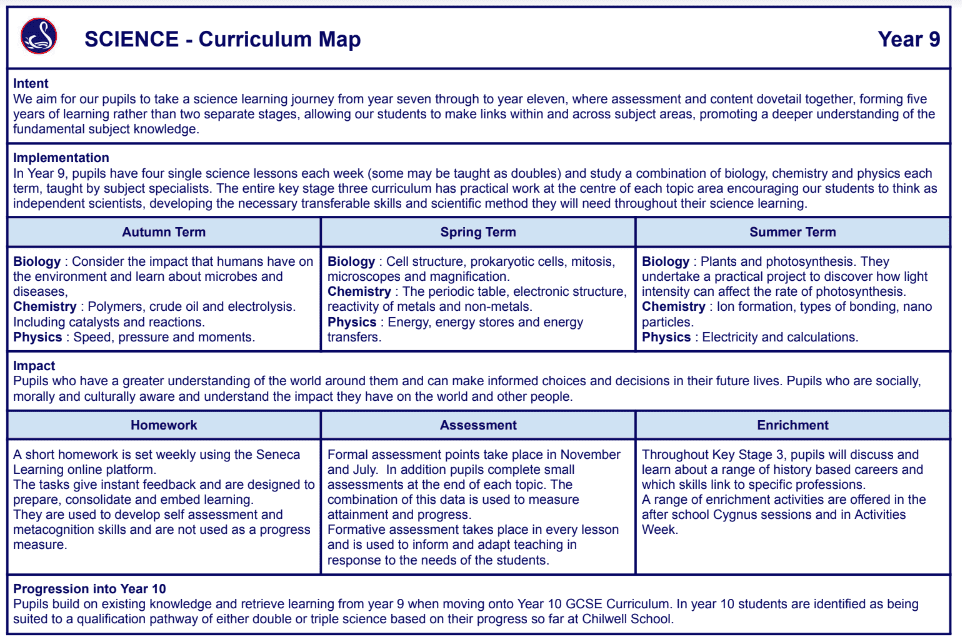 SCIENCE - Curriculum Map
Year 9
Intent
We aim for our pupils to take a science learning journey from year seven through to year eleven, where assessment and content dovetail together, forming five
years of learning rather than two separate stages, allowing our students to make links within and across subject areas, promoting a deeper understanding of the
fundamental subject knowledge.
Implementation
In Year 9, pupils have four single science lessons each week (some may be taught as doubles) and study a combination of biology, chemistry and physics each
term, taught by subject specialists. The entire key stage three curriculum has practical work at the centre of each topic area encouraging our students to think as
independent scientists, developing the necessary transferable skills and scientific method they will need throughout their science learning.
Autumn Term
Biology : Consider the impact that humans have on
the environment and learn about microbes and
diseases,
Chemistry : Polymers, crude oil and electrolysis.
Including catalysts and reactions.
Physics : Speed, pressure and moments.
Spring Term
Biology : Cell structure, prokaryotic cells, mitosis,
microscopes and magnification.
Chemistry : The periodic table, electronic structure,
reactivity of metals and non-metals.
Physics : Energy, energy stores and energy
transfers.
Summer Term
Biology : Plants and photosynthesis. They
undertake a practical project to discover how light
intensity can affect the rate of photosynthesis.
Chemistry : Ion formation, types of bonding, nano
particles.
Physics : Electricity and calculations.
Impact
Pupils who have a greater understanding of the world around them and can make informed choices and decisions in their future lives. Pupils who are socially,
morally and culturally aware and understand the impact they have on the world and other people.
Homework
A short homework is set weekly using the Seneca
Learning online platform.
The tasks give instant feedback and are designed to
prepare, consolidate and embed learning.
They are used to develop self assessment and
metacognition skills and are not used as a progress
measure.
Assessment
Formal assessment points take place in November
and July. In addition pupils complete small
assessments at the end of each topic. The
combination of this data is used to measure
attainment and progress.
Formative assessment takes place in every lesson
and is used to inform and adapt teaching in
response to the needs of the students.
Enrichment
Throughout Key Stage 3, pupils will discuss and
learn about a range of history based careers and
which skills link to specific professions.
A range of enrichment activities are offered in the
after school Cygnus sessions and in Activities
Week.
Progression into Year 10
Pupils build on existing knowledge and retrieve learning from year 9 when moving onto Year 10 GCSE Curriculum. In year 10 students are identified as being
suited to a qualification pathway of either double or triple science based on their progress so far at Chilwell School.